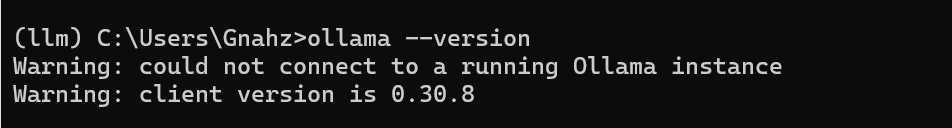 (llm) C:\Users\Gnahz>ollama --version
Warning: could not connect to a running Ollama instance
Warning: client version is 0.30.8